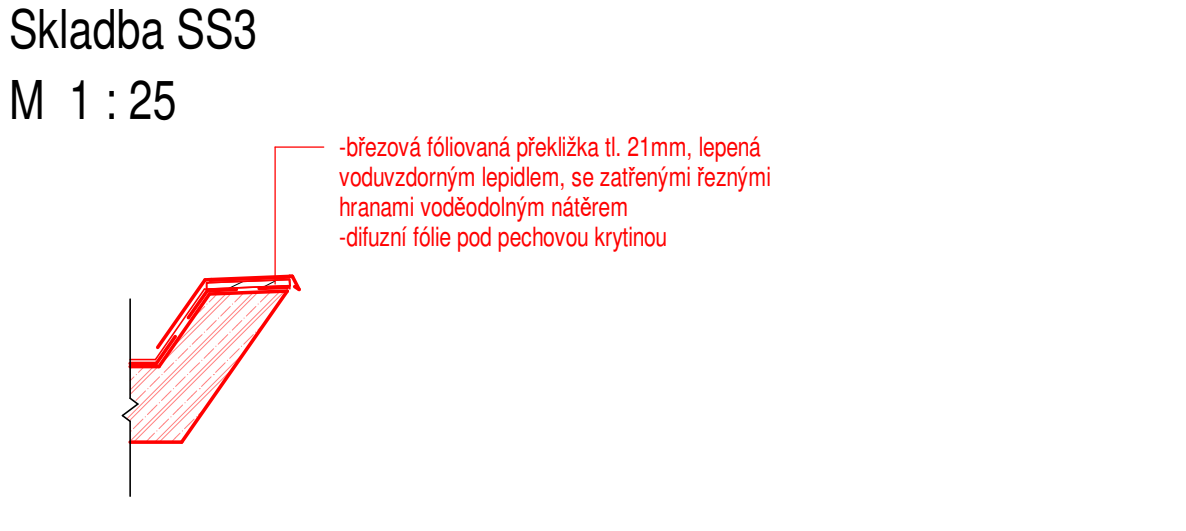 Skladba SS3
M 1 : 25
-březová fóliovaná překližka tl. 21mm, lepená
voduvzdorným lepidlem, se zatřenými řeznými
hranami voděodolným nátěrem
-difuzní fólie pod pechovou krytinou